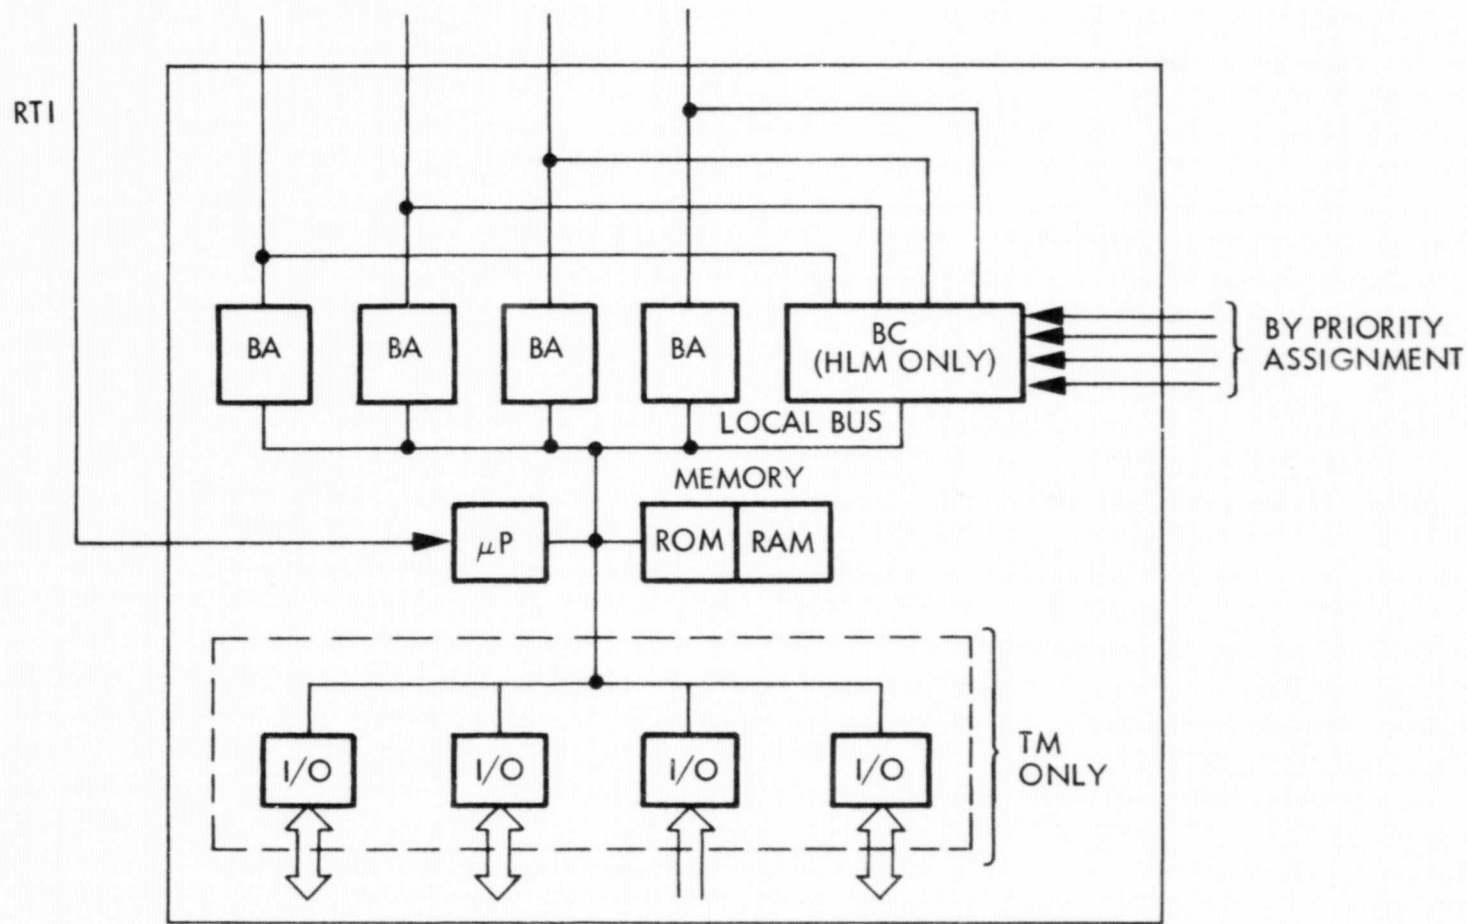 RTI
BA
BA
BA
BA
BC
(HLM ONLY)
BY PRIORITY
ASSIGNMENT
LOCAL BUS
MEMORY
μP
ROM
RAM
I/O
I/O
I/O
I/O
TM
ONLY